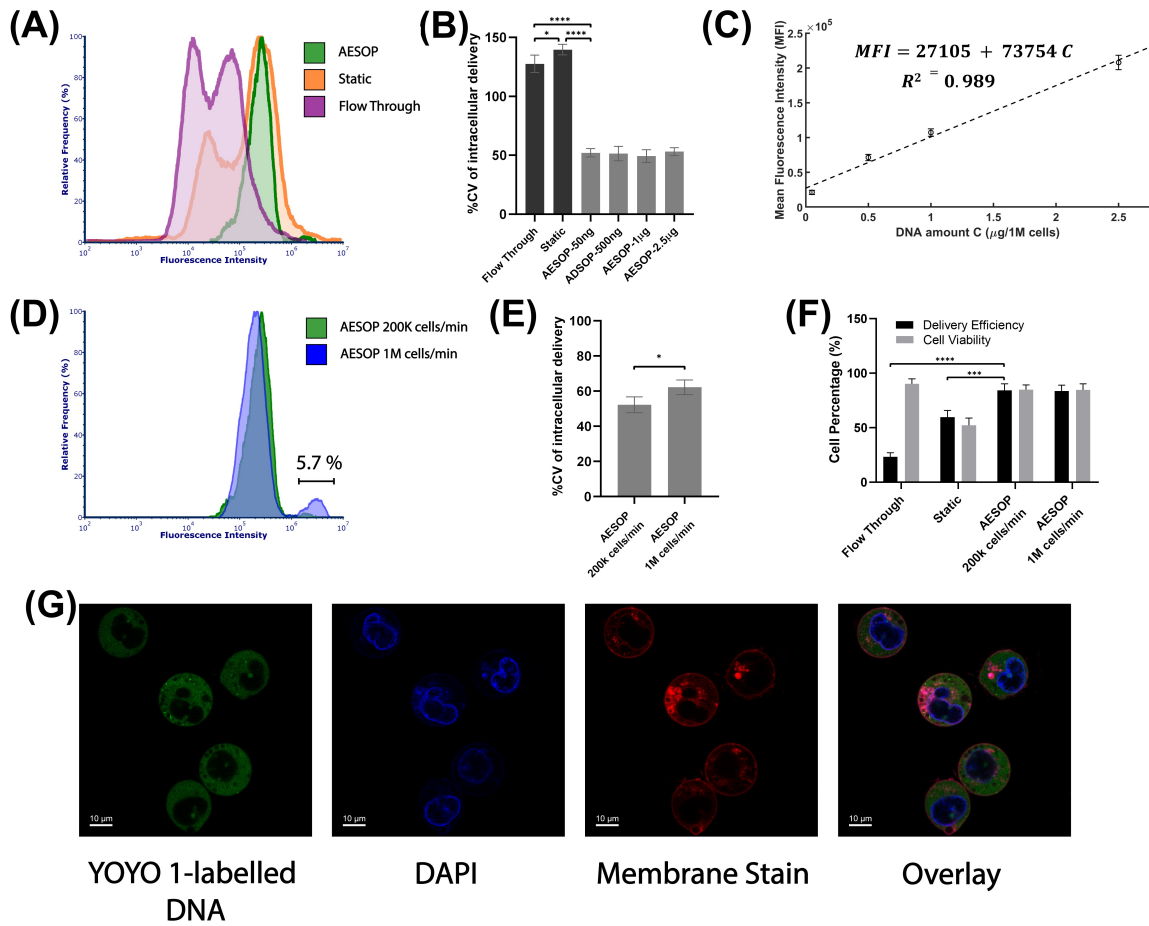 (A)
100
80
60
40
20
0
Relative Frequency (%)
10^2
10^3
10^4
10^5
10^6
10^7
Fluorescence Intensity
AESOP
Static
Flow Through
(B)
%CV of intracellular delivery
150
100
50
0
****
* ****
Flow Through
Static
AESOP-50ng
ADSOP-500ng
AESOP-1μg
AESOP-2.5μg
(C)
×10^5
2.5
2
1.5
1
0.5
0
Mean Fluorescence Intensity (MFI)
MFI = 27105 + 73754 C
R^2 = 0.989
0
0.5
1
1.5
2
2.5
DNA amount C (μg/1M cells)
(D)
100
80
60
40
20
0
Relative Frequency (%)
10^2
10^3
10^4
10^5
10^6
10^7
Fluorescence Intensity
AESOP 200K cells/min
AESOP 1M cells/min
5.7 %
(E)
%CV of intracellular delivery
100
80
60
40
20
0
*
AESOP
200k cells/min
AESOP
1M cells/min
(F)
Cell Percentage (%)
150
100
50
0
Delivery Efficiency
Cell Viability
****
***
Flow Through
Static
AESOP
200k cells/min
AESOP
1M cells/min
(G)
10 μm
10 μm
10 μm
10 μm
YOYO 1-labelled
DNA
DAPI
Membrane Stain
Overlay